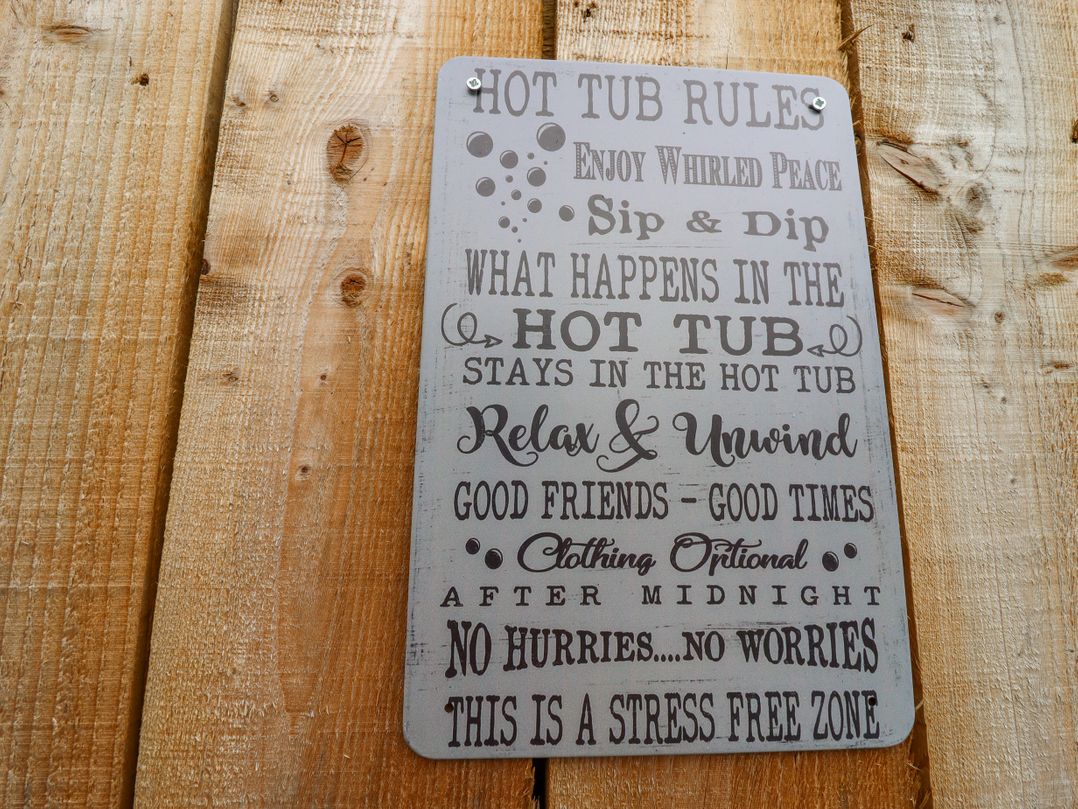 HOT TUB RULES
ENJOY WHIRLED PEACE
Sip & Dip
WHAT HAPPENS IN THE
HOT TUB
STAYS IN THE HOT TUB
Relax & Unwind
GOOD FRIENDS - GOOD TIMES
Clothing Optional
AFTER MIDNIGHT
NO HURRIES....NO WORRIES
THIS IS A STRESS FREE ZONE